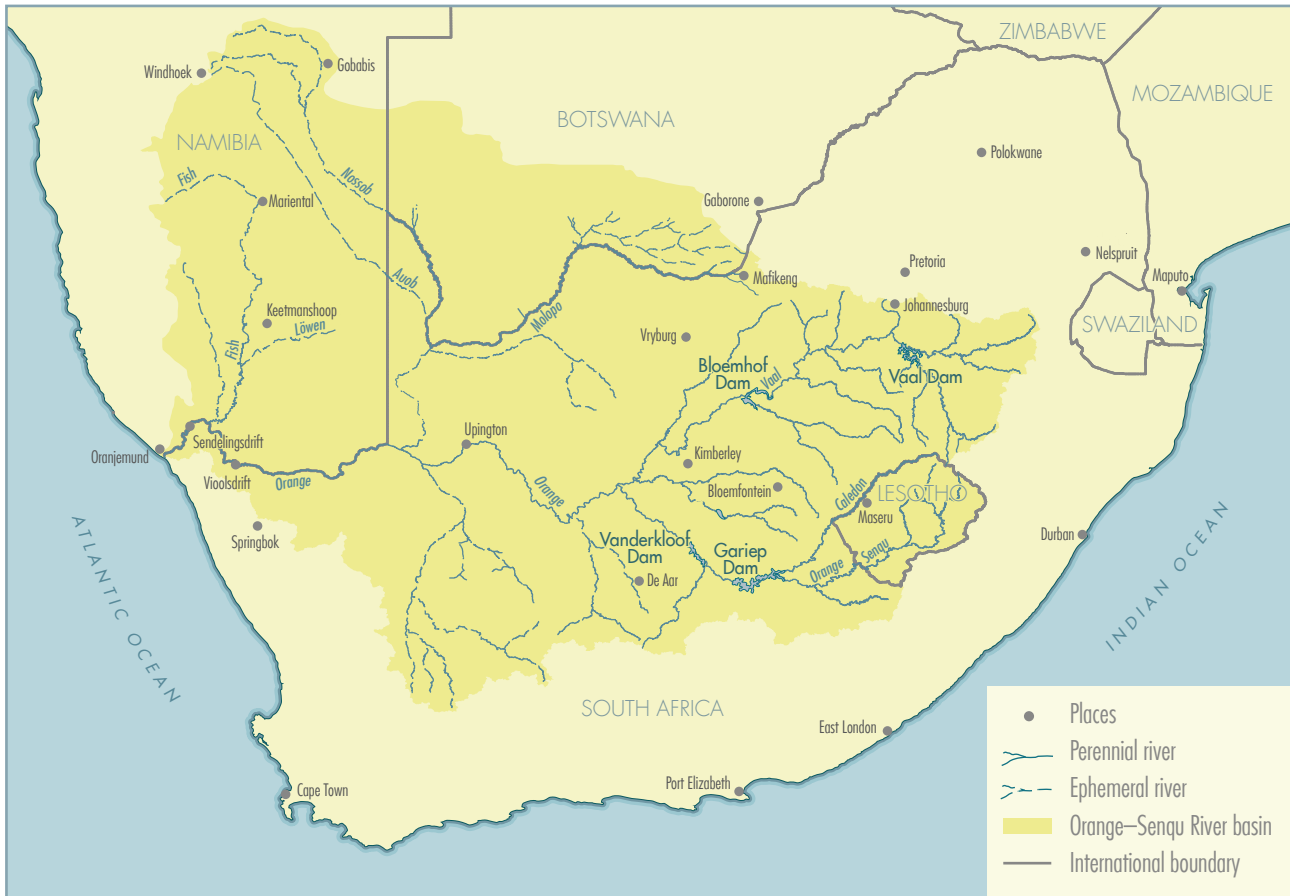 ZIMBABWE
MOZAMBIQUE
Windhoek
Gobabis
BOTSWANA
NAMIBIA
Polokwane
Fish
Nossob
Mariental
Gaborone
Nelspruit
Pretoria
Mafikeng
Maputo
Auob
Johannesburg
Keetmanshoop
Löwen
Molopo
SWAZILAND
Fish
Vryburg
Bloemhof
Dam
Vaal
Vaal Dam
Upington
Sendelingsdrift
Oranjemund
Vioolsdrift
Kimberley
Orange
Bloemfontein
Orange
Caledon
LESOTHO
Maseru
Springbok
Durban
Vanderkloof
Dam
Gariep
Dam
Senqu
Orange
De Aar
ATLANTIC OCEAN
INDIAN OCEAN
SOUTH AFRICA
East London
Port Elizabeth
Cape Town
Places
Perennial river
Ephemeral river
Orange–Senqu River basin
International boundary